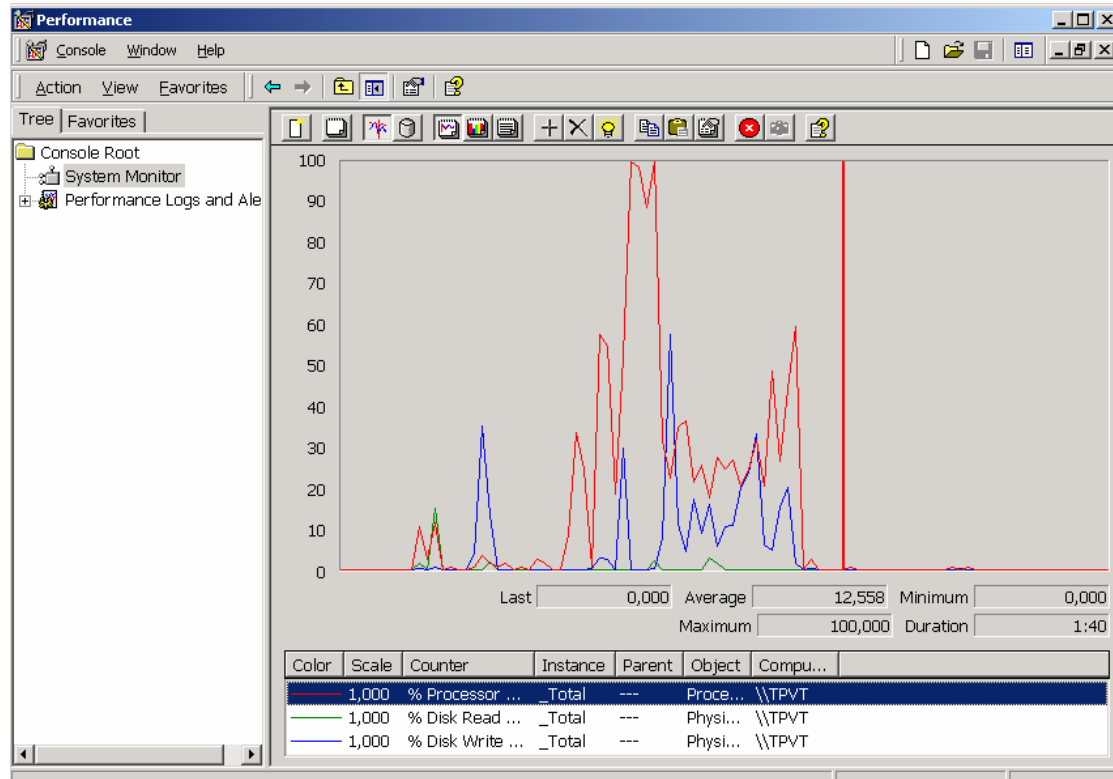 Performance
Console Window Help
Action View Favorites
Tree Favorites
Console Root
System Monitor
Performance Logs and Ale
100
90
80
70
60
50
40
30
20
10
0
Last 0,000 Average 12,558 Minimum 0,000
Maximum 100,000 Duration 1:40
Color Scale Counter Instance Parent Object Compu...
1,000 % Processor ... _Total --- Proce... \\TPVT
1,000 % Disk Read ... _Total --- Physi... \\TPVT
1,000 % Disk Write ... _Total --- Physi... \\TPVT